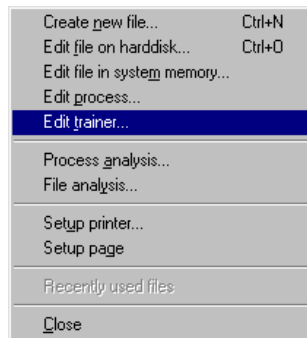 Create new file... Ctrl+N
Edit file on harddisk... Ctrl+O
Edit file in system memory...
Edit process...
Edit trainer...
Process analysis...
File analysis...
Setup printer...
Setup page
Recently used files
Close